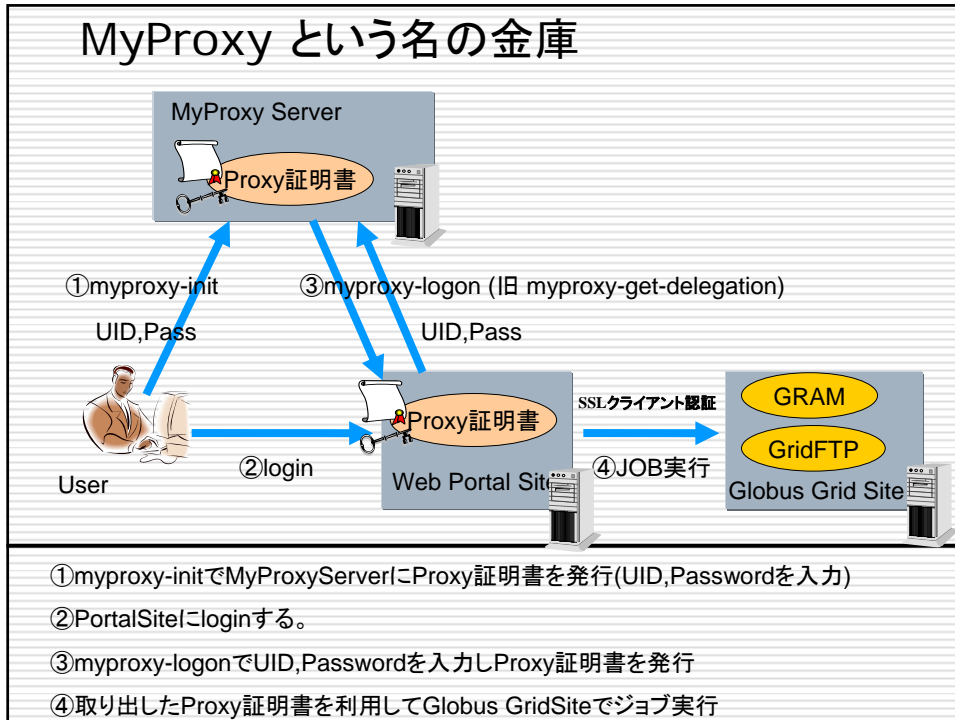 MyProxy という名の金庫
MyProxy Server
Proxy証明書
①myproxy-init
③myproxy-logon (旧 myproxy-get-delegation)
UID,Pass
UID,Pass
Proxy証明書
SSLクライアント認証
GRAM
GridFTP
②login
④JOB実行
User
Web Portal Site
Globus Grid Site
①myproxy-initでMyProxyServerにProxy証明書を発行(UID,Passwordを入力)
②PortalSiteにloginする。
③myproxy-logonでUID,Passwordを入力しProxy証明書を発行
④取り出したProxy証明書を利用してGlobus GridSiteでジョブ実行